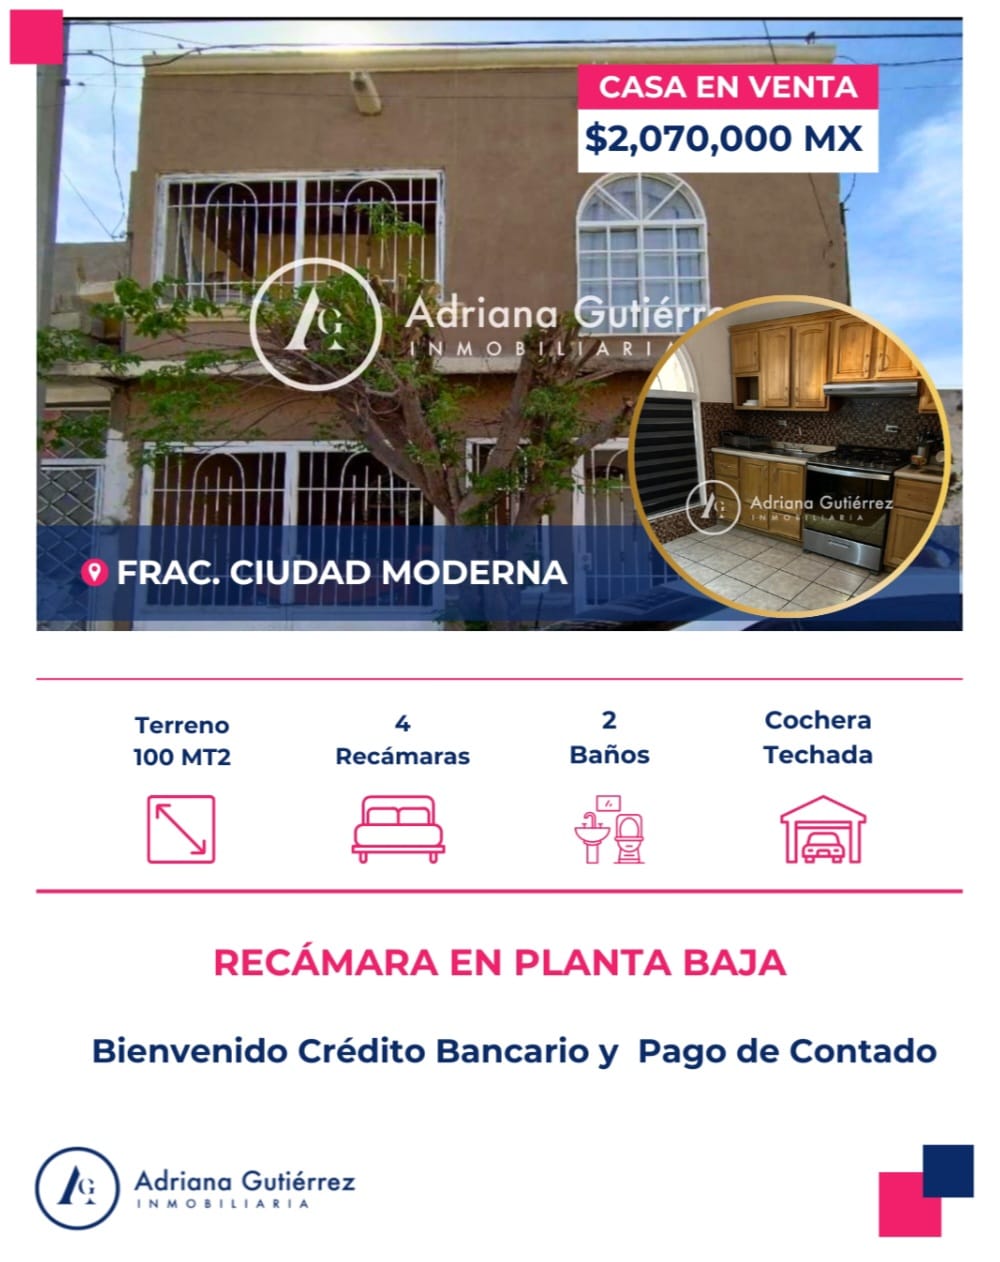 CASA EN VENTA
$2,070,000 MX
AG
Adriana Gutiérre
INMOBILIARIA
AG
Adriana Gutiérrez
INMOBILIARIA
FRAC. CIUDAD MODERNA
Terreno
100 MT2
4
Recámaras
2
Baños
Cochera
Techada
RECÁMARA EN PLANTA BAJA
Bienvenido Crédito Bancario y Pago de Contado
AG
Adriana Gutiérrez
INMOBILIARIA